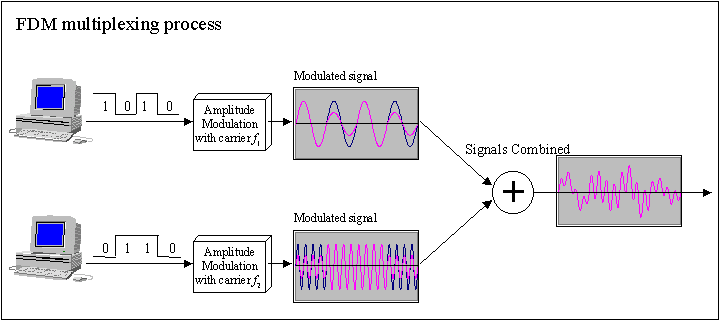 FDM multiplexing process
Modulated signal
1 0 1 0
Amplitude
Modulation
with carrier f1
Signals Combined
+
Modulated signal
0 1 1 0
Amplitude
Modulation
with carrier f2